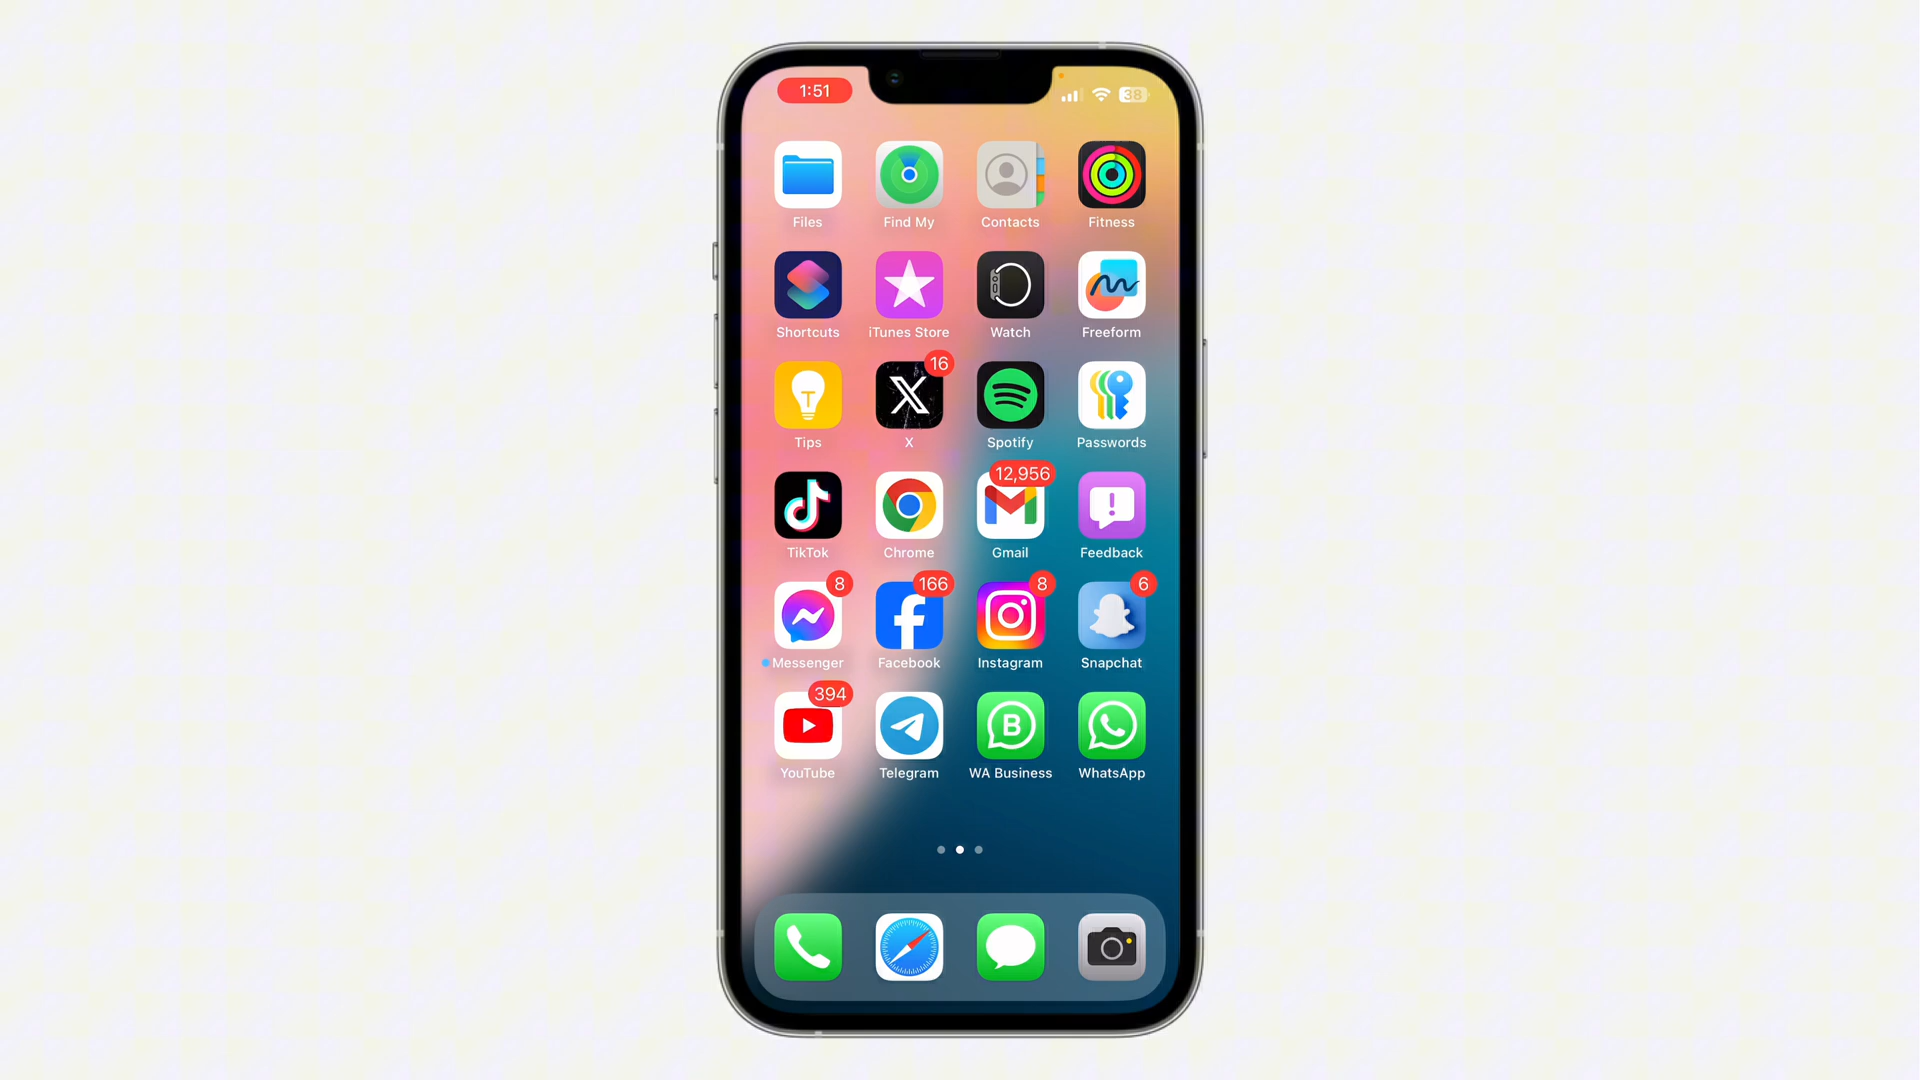 1:51
38
Files
Find My
Contacts
Fitness
Shortcuts
iTunes Store
Watch
Freeform
16
T
Tips
X
Spotify
Passwords
12,956
TikTok
Chrome
Gmail
Feedback
8
166
8
6
Messenger
Facebook
Instagram
Snapchat
394
B
YouTube
Telegram
WA Business
WhatsApp